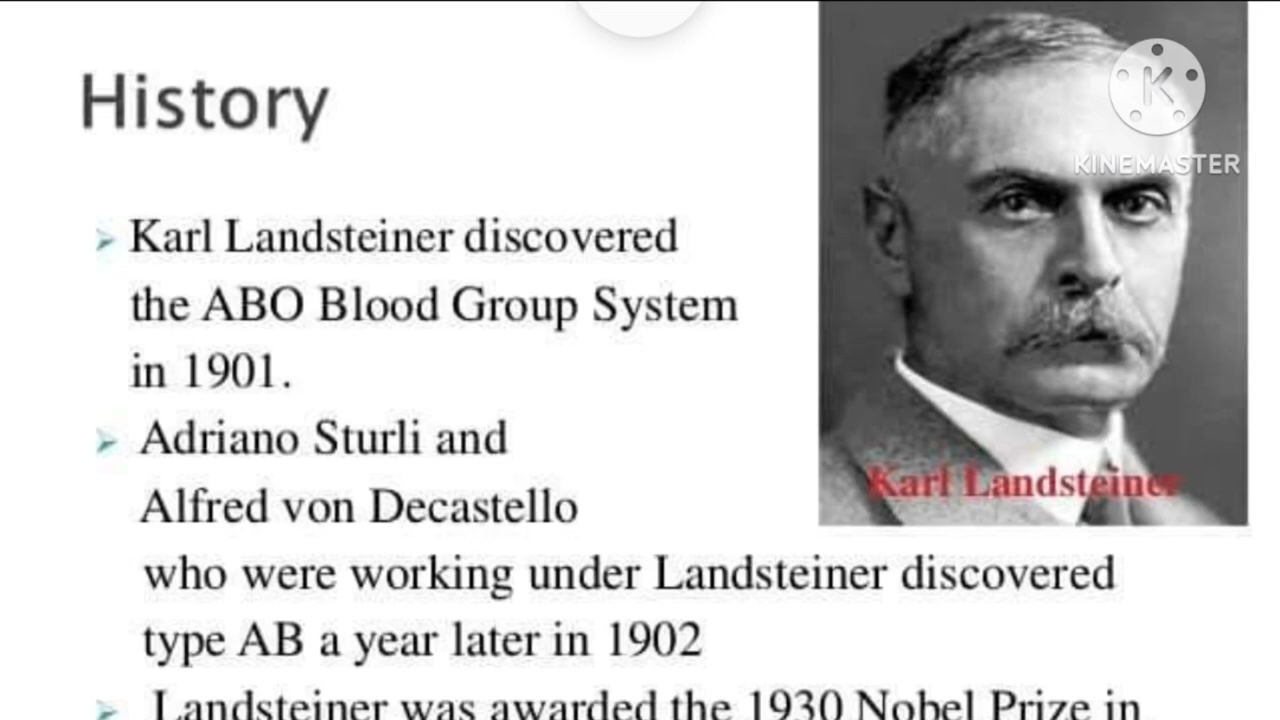 History
Karl Landsteiner discovered
the ABO Blood Group System
in 1901.
Adriano Sturli and
Alfred von Decastello
who were working under Landsteiner discovered
type AB a year later in 1902
Landsteiner was awarded the 1930 Nobel Prize in
K
KINEMASTER
Karl Landsteiner